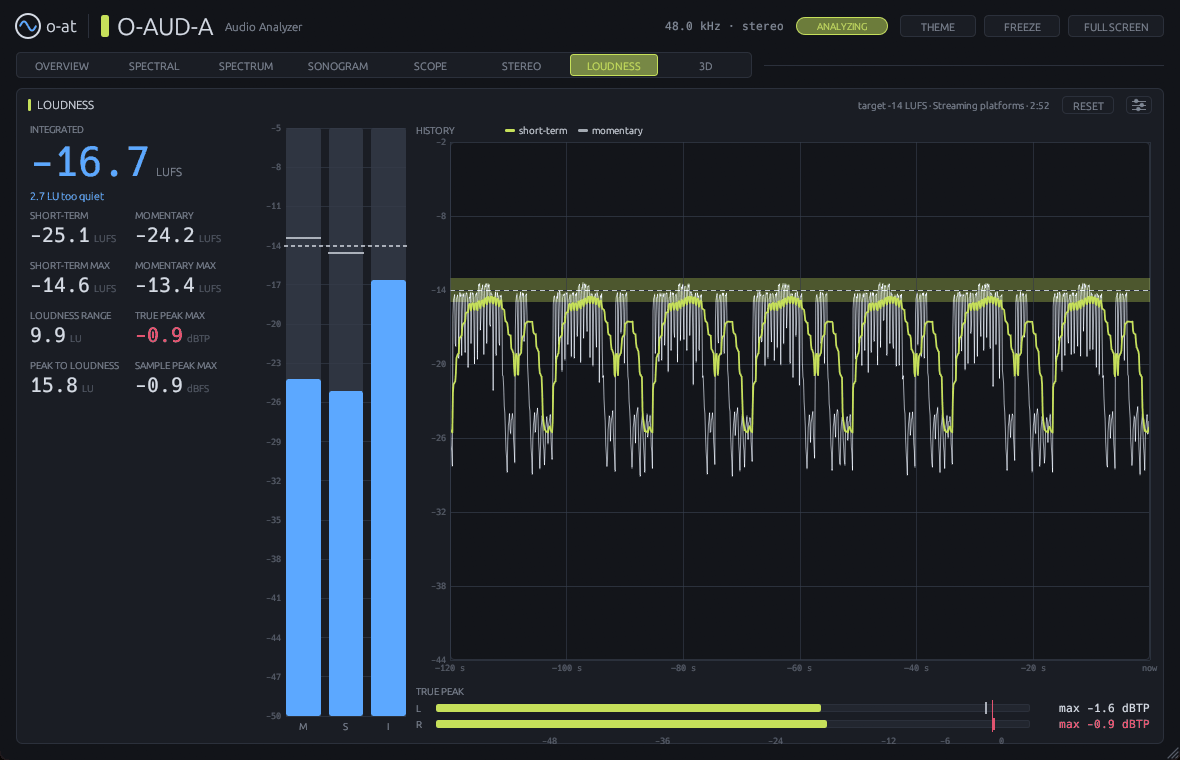 o-at O-AUD-A Audio Analyzer 48.0 kHz · stereo ANALYZING THEME FREEZE FULL SCREEN
OVERVIEW SPECTRAL SPECTRUM SONOGRAM SCOPE STEREO LOUDNESS 3D
LOUDNESS target -14 LUFS · Streaming platforms · 2:52 RESET
INTEGRATED
-16.7 LUFS
2.7 LU too quiet
SHORT-TERM MOMENTARY
-25.1 LUFS -24.2 LUFS
SHORT-TERM MAX MOMENTARY MAX
-14.6 LUFS -13.4 LUFS
LOUDNESS RANGE TRUE PEAK MAX
9.9 LU -0.9 dBTP
PEAK TO LOUDNESS SAMPLE PEAK MAX
15.8 LU -0.9 dBFS
-5
-8
-11
-14
-17
-20
-23
-26
-29
-32
-35
-38
-41
-44
-47
-50
M S I
HISTORY short-term momentary
-2
-8
-14
-20
-26
-32
-38
-44
-120 s -100 s -80 s -60 s -40 s -20 s now
TRUE PEAK
L max -1.6 dBTP
R max -0.9 dBTP
-48 -36 -24 -12 -6 0